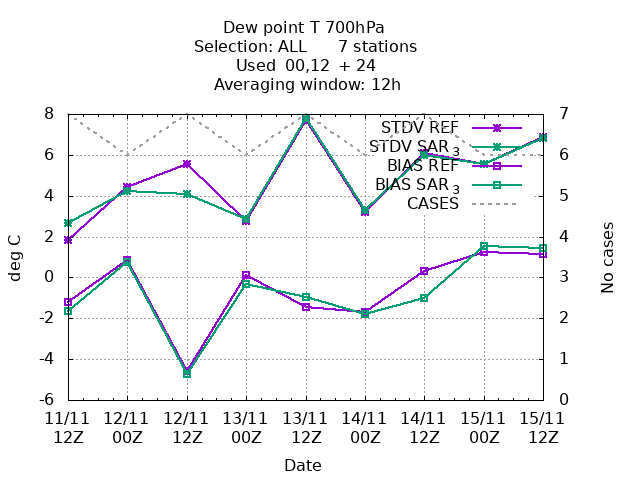 Dew point T 700hPa
Selection: ALL 7 stations
Used 00,12 + 24
Averaging window: 12h
8
6
4
2
0
-2
-4
-6
deg C
7
6
5
4
3
2
1
0
No cases
STDV REF
STDV SAR 3
BIAS REF
BIAS SAR 3
CASES
11/11 12/11 12/11 13/11 13/11 14/11 14/11 15/11 15/11
12Z 00Z 12Z 00Z 12Z 00Z 12Z 00Z 12Z
Date